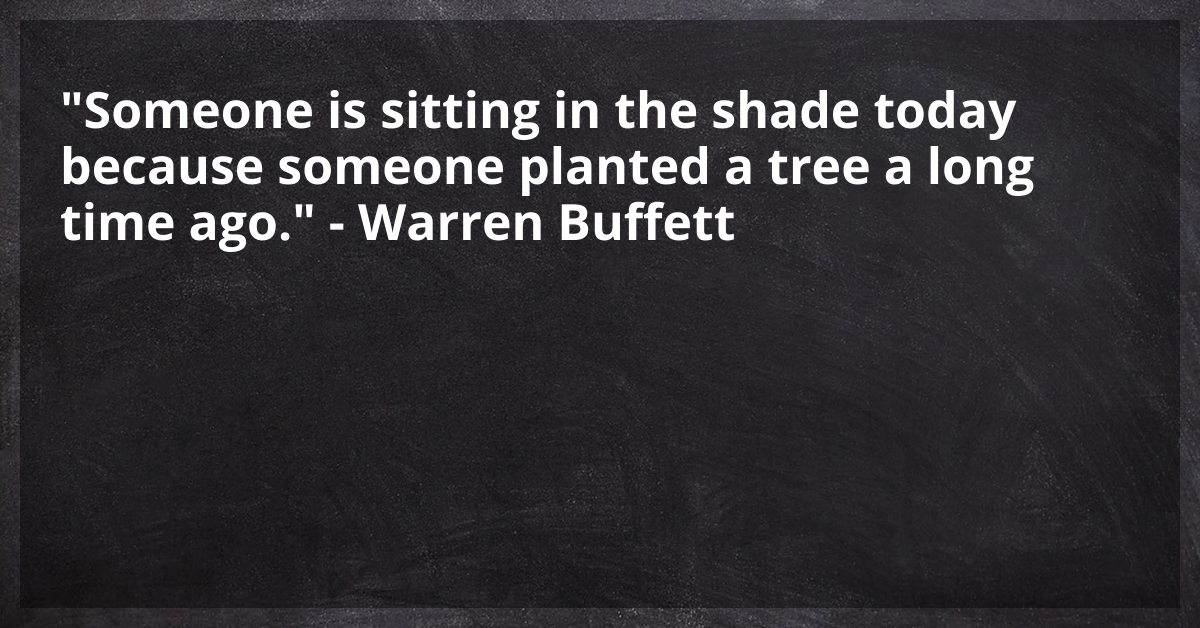 "Someone is sitting in the shade today
because someone planted a tree a long
time ago." - Warren Buffett